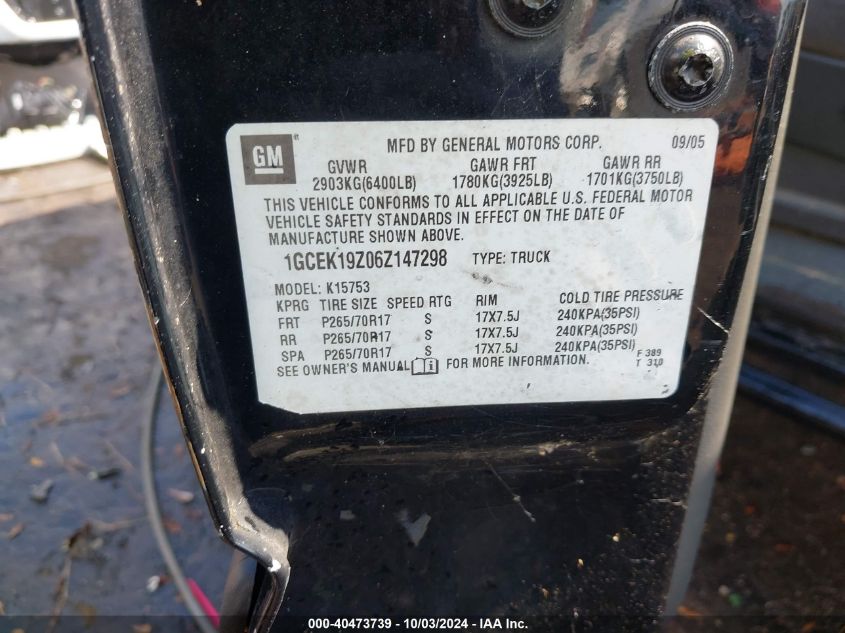 GM
MFD BY GENERAL MOTORS CORP. 09/05
GVWR GAWR FRT GAWR RR
2903KG(6400LB) 1780KG(3925LB) 1701KG(3750LB)
THIS VEHICLE CONFORMS TO ALL APPLICABLE U.S. FEDERAL MOTOR
VEHICLE SAFETY STANDARDS IN EFFECT ON THE DATE OF
MANUFACTURE SHOWN ABOVE.
1GCEK19Z06Z147298 TYPE: TRUCK
MODEL: K15753
KPRG TIRE SIZE SPEED RTG RIM COLD TIRE PRESSURE
FRT P265/70R17 S 17X7.5J 240KPA(35PSI)
RR P265/70R17 S 17X7.5J 240KPA(35PSI)
SPA P265/70R17 S 17X7.5J 240KPA(35PSI)
SEE OWNER'S MANUAL FOR MORE INFORMATION.
F 389
T 310
000-40473739 - 10/03/2024 - IAA Inc.